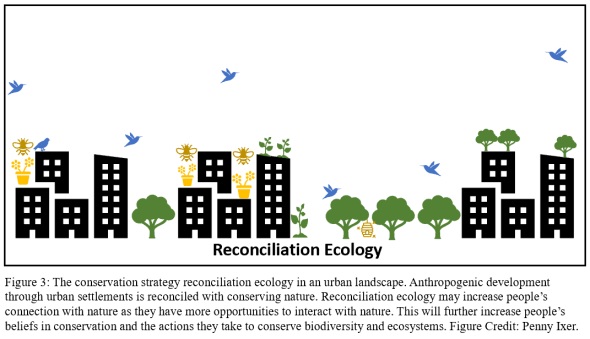 Reconciliation Ecology
Figure 3: The conservation strategy reconciliation ecology in an urban landscape. Anthropogenic development
through urban settlements is reconciled with conserving nature. Reconciliation ecology may increase people’s
connection with nature as they have more opportunities to interact with nature. This will further increase people’s
beliefs in conservation and the actions they take to conserve biodiversity and ecosystems. Figure Credit: Penny Ixer.